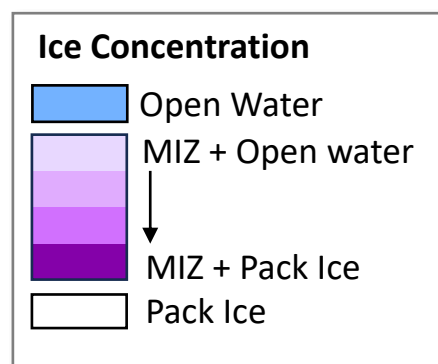 Ice Concentration
Open Water
MIZ + Open water
MIZ + Pack Ice
Pack Ice